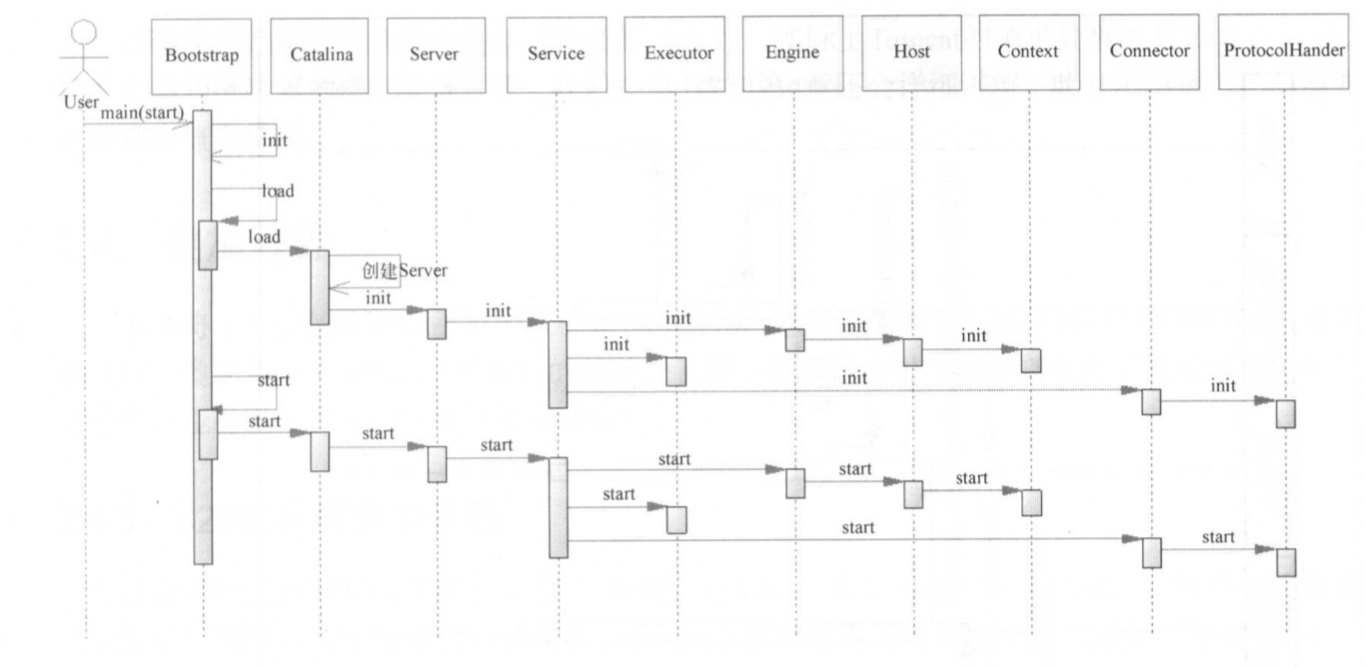 Bootstrap Catalina Server Service Executor Engine Host Context Connector ProtocolHander
User
main(start)
init
load
load
创建Server
init
init
init
init
init
init
init
init
start
start
start
start
start
start
start
start
start
start